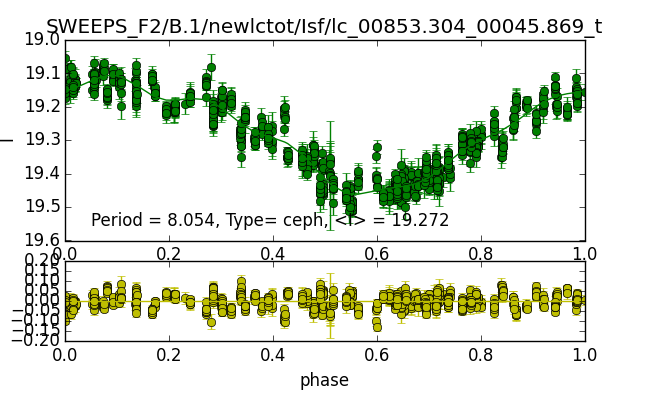 SWEEPS_F2/B.1/newlctot/Isf/lc_00853.304_00045.869_t
19.0
19.1
19.2
19.3
19.4
19.5
19.6
I
Period = 8.054, Type= ceph, <I> = 19.272
0.0 0.2 0.4 0.6 0.8 1.0
0.20
0.15
0.10
0.05
0.00
−0.05
−0.10
−0.15
−0.20
0.0 0.2 0.4 0.6 0.8 1.0
phase